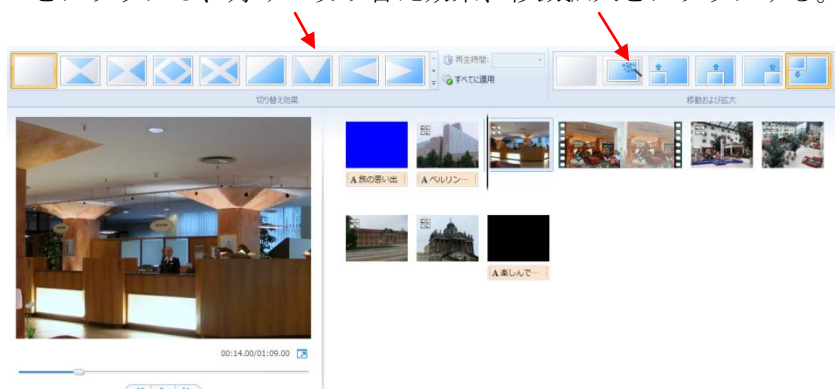 再生時間:
すべてに適用
切り替え効果
移動および拡大
A 旅の思い出
A ベルリン…
A 楽しんで…
00:14.00/01:09.00